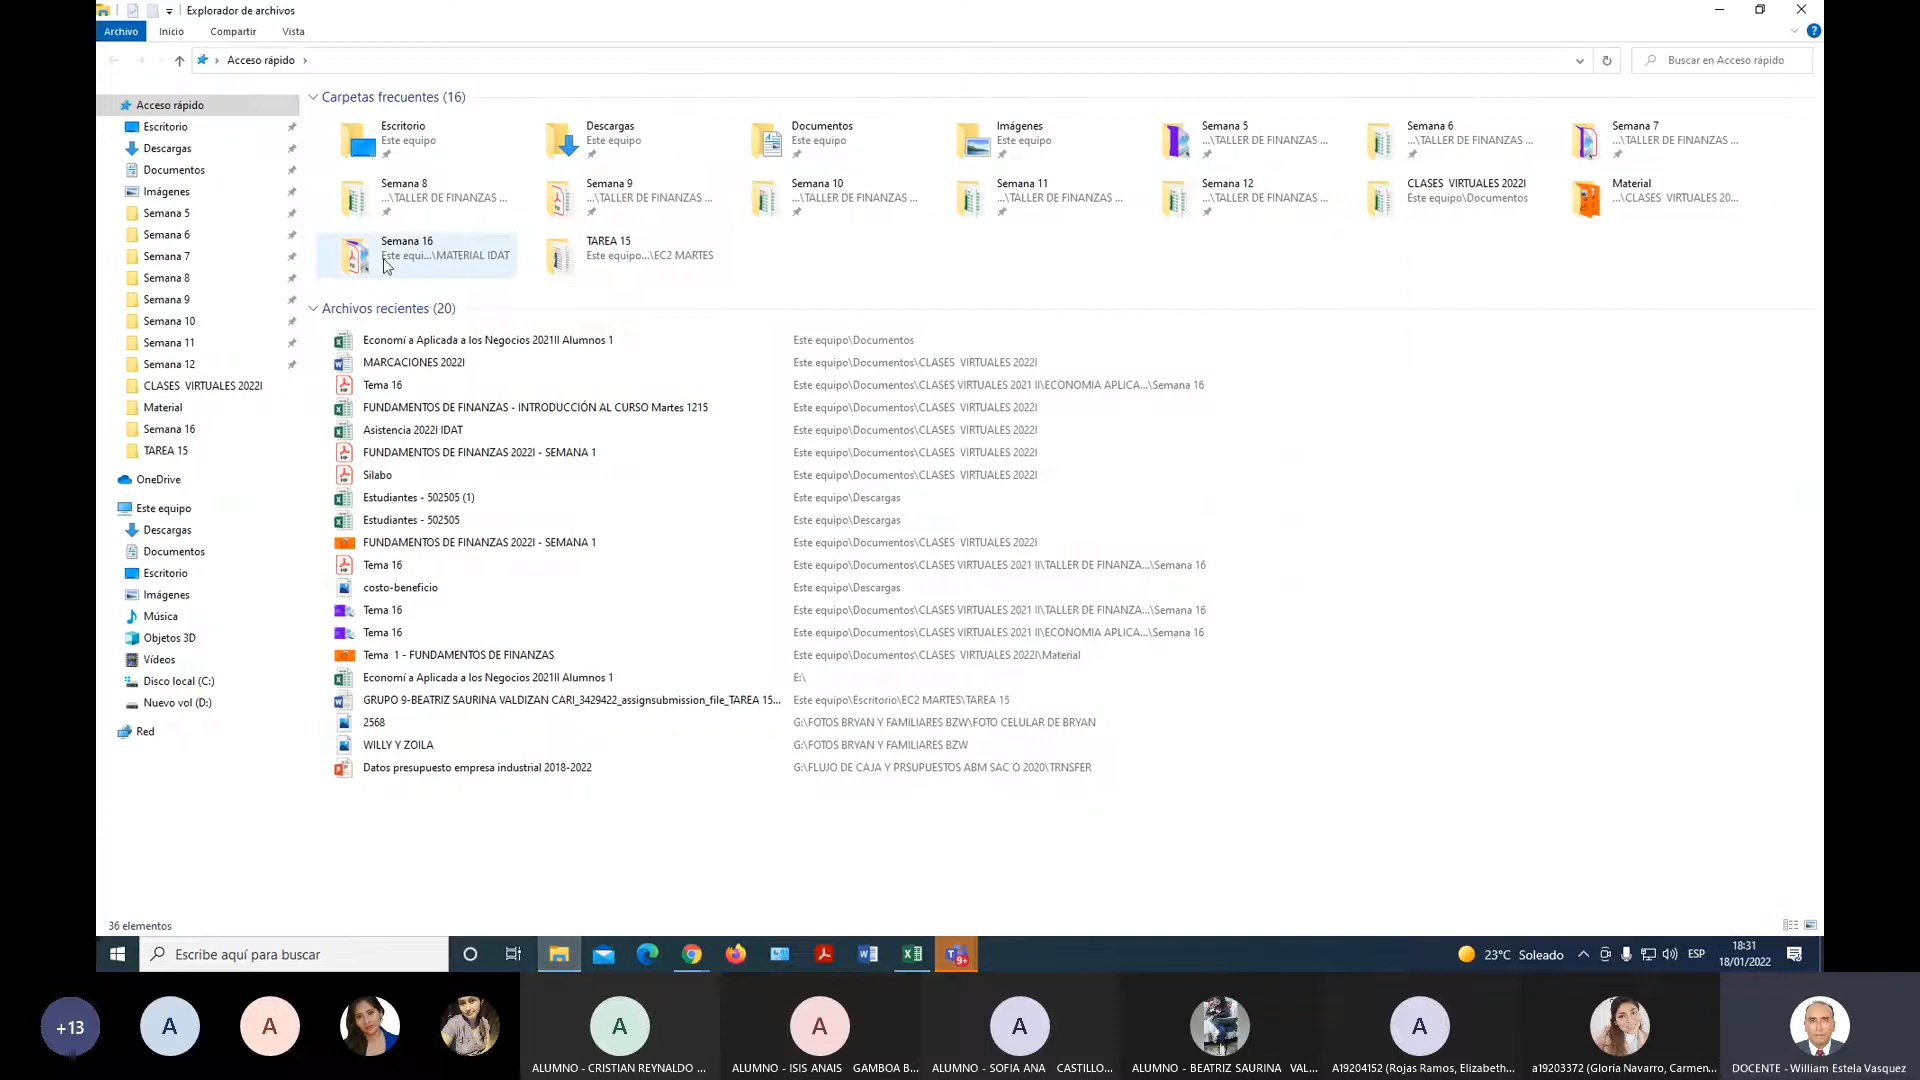 Explorador de archivos
Archivo Inicio Compartir Vista
Acceso rápido
Buscar en Acceso rápido
Acceso rápido
Escritorio
Descargas
Documentos
Imágenes
Semana 5
Semana 6
Semana 7
Semana 8
Semana 9
Semana 10
Semana 11
Semana 12
CLASES VIRTUALES 2022I
Material
Semana 16
TAREA 15
OneDrive
Este equipo
Descargas
Documentos
Escritorio
Imágenes
Música
Objetos 3D
Vídeos
Disco local (C:)
Nuevo vol (D:)
Red
Carpetas frecuentes (16)
Escritorio
Este equipo
Descargas
Este equipo
Documentos
Este equipo
Imágenes
Este equipo
Semana 5
...\TALLER DE FINANZAS ...
Semana 6
...\TALLER DE FINANZAS ...
Semana 7
...\TALLER DE FINANZAS ...
Semana 8
...\TALLER DE FINANZAS ...
Semana 9
...\TALLER DE FINANZAS ...
Semana 10
...\TALLER DE FINANZAS ...
Semana 11
...\TALLER DE FINANZAS ...
Semana 12
...\TALLER DE FINANZAS ...
CLASES VIRTUALES 2022I
Este equipo\Documentos
Material
...\CLASES VIRTUALES 20...
Semana 16
Este equi...\MATERIAL IDAT
TAREA 15
Este equipo...\EC2 MARTES
Archivos recientes (20)
Economí a Aplicada a los Negocios 2021II Alumnos 1 Este equipo\Documentos
MARCACIONES 2022I Este equipo\Documentos\CLASES VIRTUALES 2022I
Tema 16 Este equipo\Documentos\CLASES VIRTUALES 2021 II\ECONOMIA APLICA...\Semana 16
FUNDAMENTOS DE FINANZAS - INTRODUCCIÓN AL CURSO Martes 1215 Este equipo\Documentos\CLASES VIRTUALES 2022I
Asistencia 2022I IDAT Este equipo\Documentos\CLASES VIRTUALES 2022I
FUNDAMENTOS DE FINANZAS 2022I - SEMANA 1 Este equipo\Documentos\CLASES VIRTUALES 2022I
Silabo Este equipo\Documentos\CLASES VIRTUALES 2022I
Estudiantes - 502505 (1) Este equipo\Descargas
Estudiantes - 502505 Este equipo\Descargas
FUNDAMENTOS DE FINANZAS 2022I - SEMANA 1 Este equipo\Documentos\CLASES VIRTUALES 2022I
Tema 16 Este equipo\Documentos\CLASES VIRTUALES 2021 II\TALLER DE FINANZA...\Semana 16
costo-beneficio Este equipo\Descargas
Tema 16 Este equipo\Documentos\CLASES VIRTUALES 2021 II\TALLER DE FINANZA...\Semana 16
Tema 16 Este equipo\Documentos\CLASES VIRTUALES 2021 II\ECONOMIA APLICA...\Semana 16
Tema 1 - FUNDAMENTOS DE FINANZAS Este equipo\Documentos\CLASES VIRTUALES 2022I\Material
Economí a Aplicada a los Negocios 2021II Alumnos 1 E:\
GRUPO 9-BEATRIZ SAURINA VALDIZAN CARI_3429422_assignsubmission_file_TAREA 15... Este equipo\Escritorio\EC2 MARTES\TAREA 15
2568 G:\FOTOS BRYAN Y FAMILIARES BZW\FOTO CELULAR DE BRYAN
WILLY Y ZOILA G:\FOTOS BRYAN Y FAMILIARES BZW
Datos presupuesto empresa industrial 2018-2022 G:\FLUJO DE CAJA Y PRSUPUESTOS ABM SAC O 2020\TRNSFER
36 elementos
Escribe aquí para buscar
9+
23°C Soleado
ESP
18:31
18/01/2022
+13
A
A
A
A
A
A
ALUMNO - CRISTIAN REYNALDO ...
ALUMNO - ISIS ANAIS GAMBOA B...
ALUMNO - SOFIA ANA CASTILLO...
ALUMNO - BEATRIZ SAURINA VAL...
A19204152 (Rojas Ramos, Elizabeth...
a19203372 (Gloria Navarro, Carmen...
DOCENTE - William Estela Vasquez